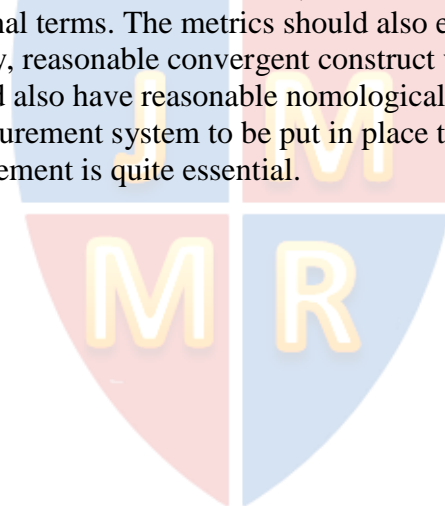 nal terms. The metrics should also e
y, reasonable convergent construct
d also have reasonable nomological
urement system to be put in place t
ement is quite essential.
J M
M R